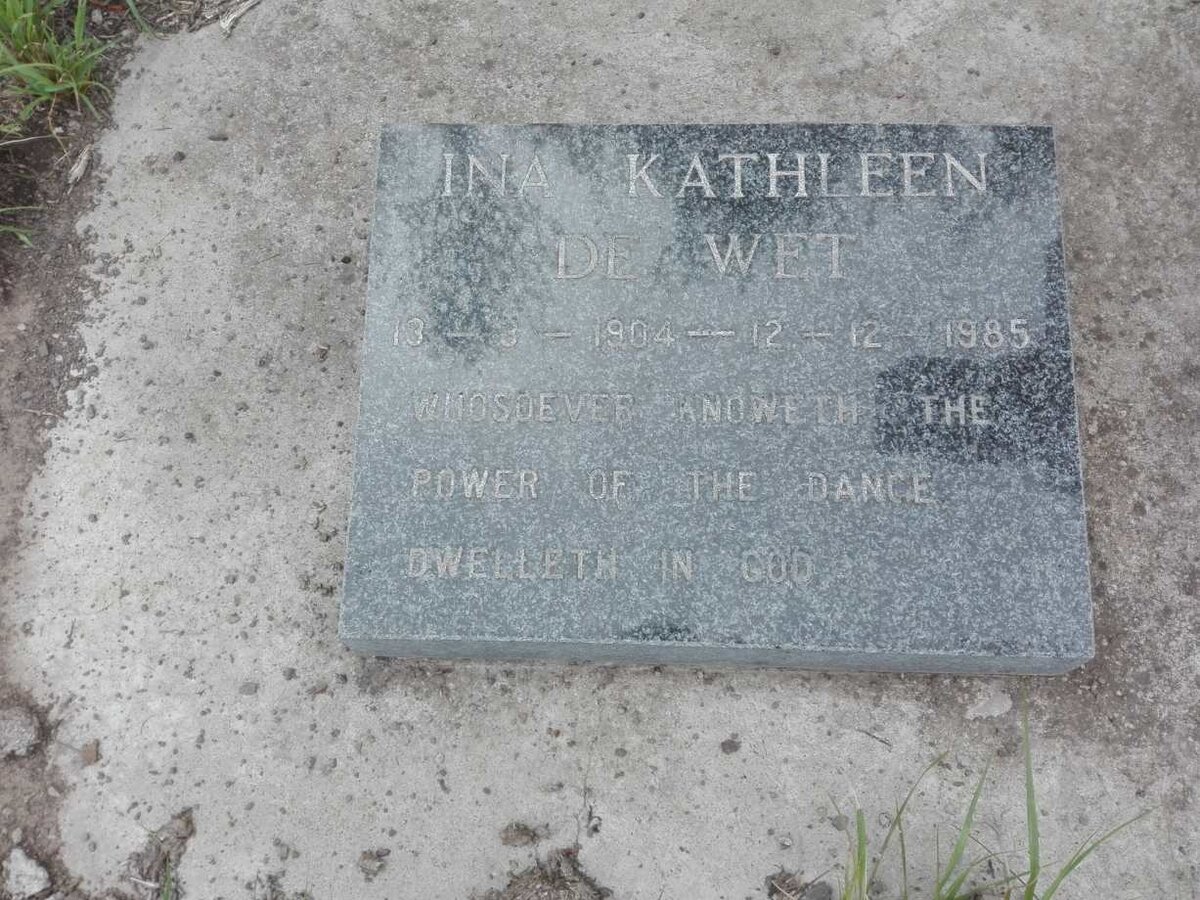 INA KATHLEEN
DE WET
13 – 3 – 1904 – 12 – 12 – 1985
WHOSOEVER KNOWETH THE
POWER OF THE DANCE
DWELLETH IN GOD